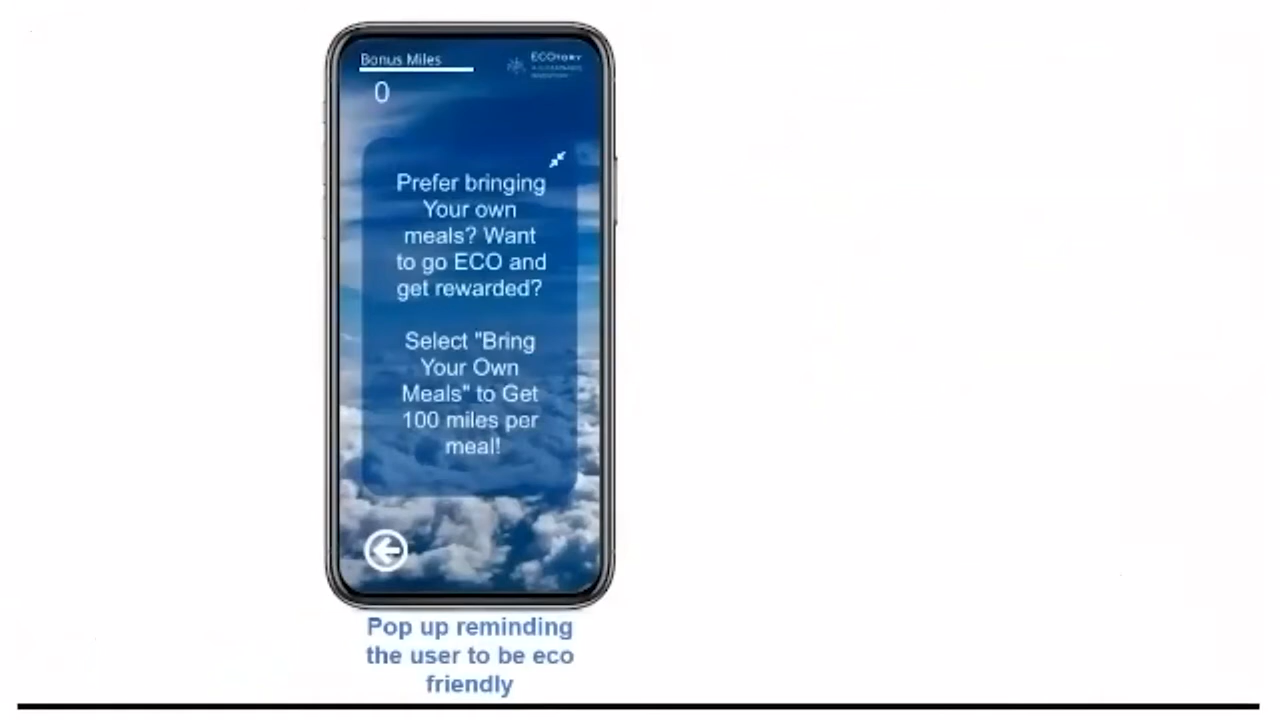 Bonus Miles
ECOTORY
0
Prefer bringing
Your own
meals? Want
to go ECO and
get rewarded?
Select "Bring
Your Own
Meals" to Get
100 miles per
meal!
Pop up reminding
the user to be eco
friendly